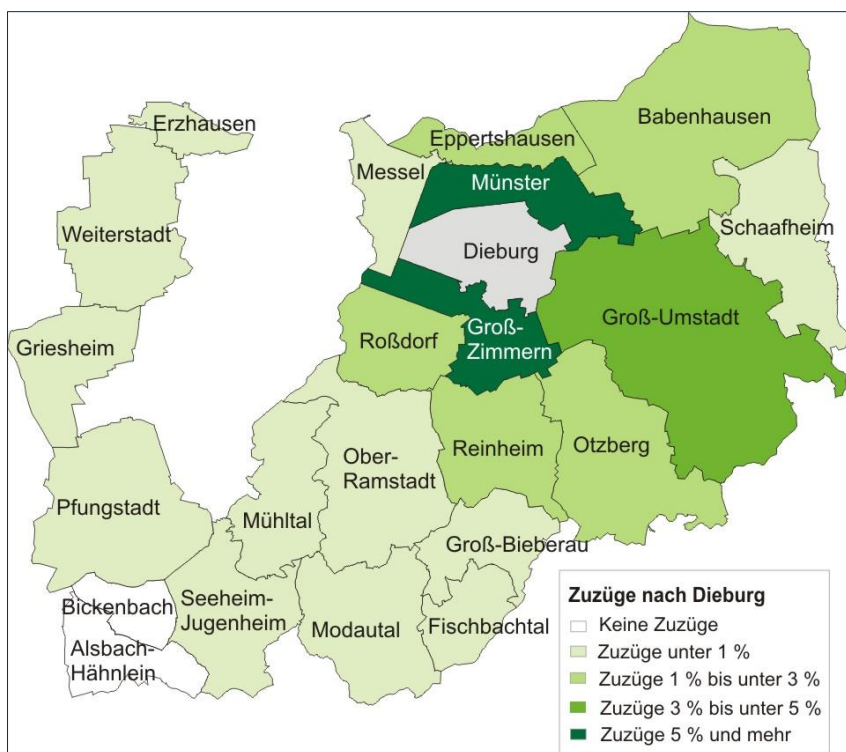 Erzhausen
Babenhausen
Eppertshausen
Messel
Münster
Schaafheim
Weiterstadt
Dieburg
Groß-Umstadt
Groß-
Zimmern
Roßdorf
Griesheim
Reinheim
Otzberg
Ober-
Ramstadt
Pfungstadt
Mühltal
Groß-Bieberau
Bickenbach
Seeheim-
Jugenheim
Modautal
Fischbachtal
Alsbach-
Hähnlein
Zuzüge nach Dieburg
Keine Zuzüge
Zuzüge unter 1 %
Zuzüge 1 % bis unter 3 %
Zuzüge 3 % bis unter 5 %
Zuzüge 5 % und mehr